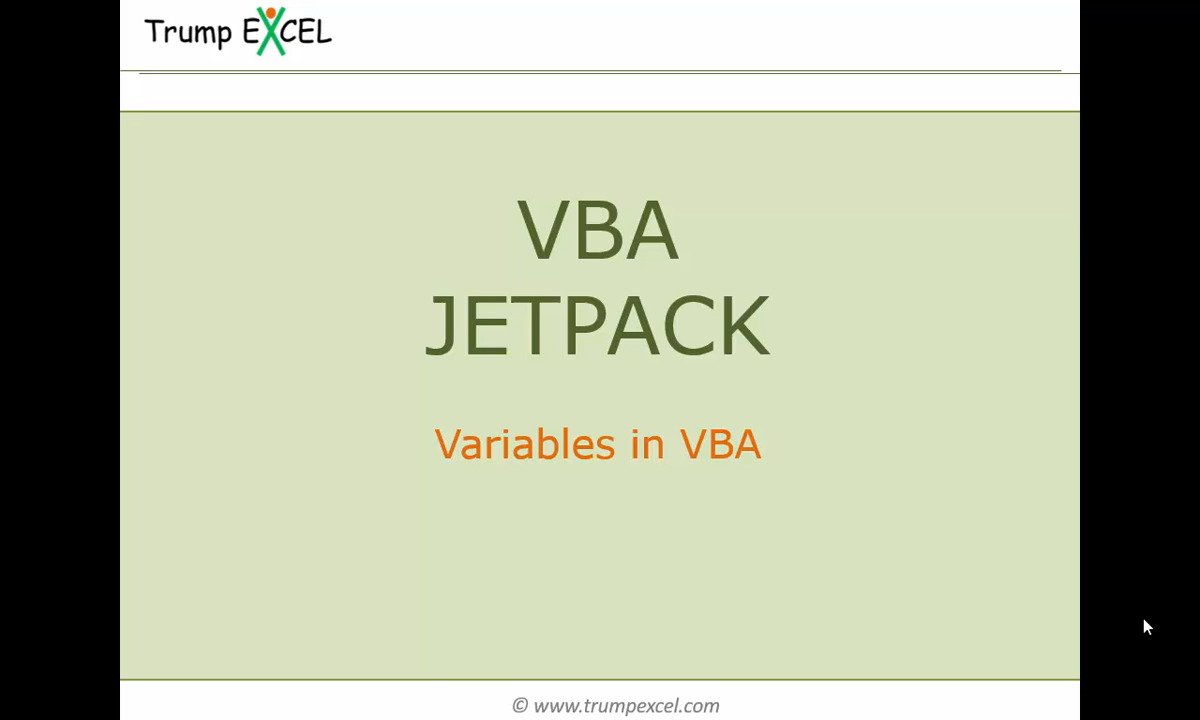 Trump EXCEL
VBA
JETPACK
Variables in VBA
© www.trumpexcel.com